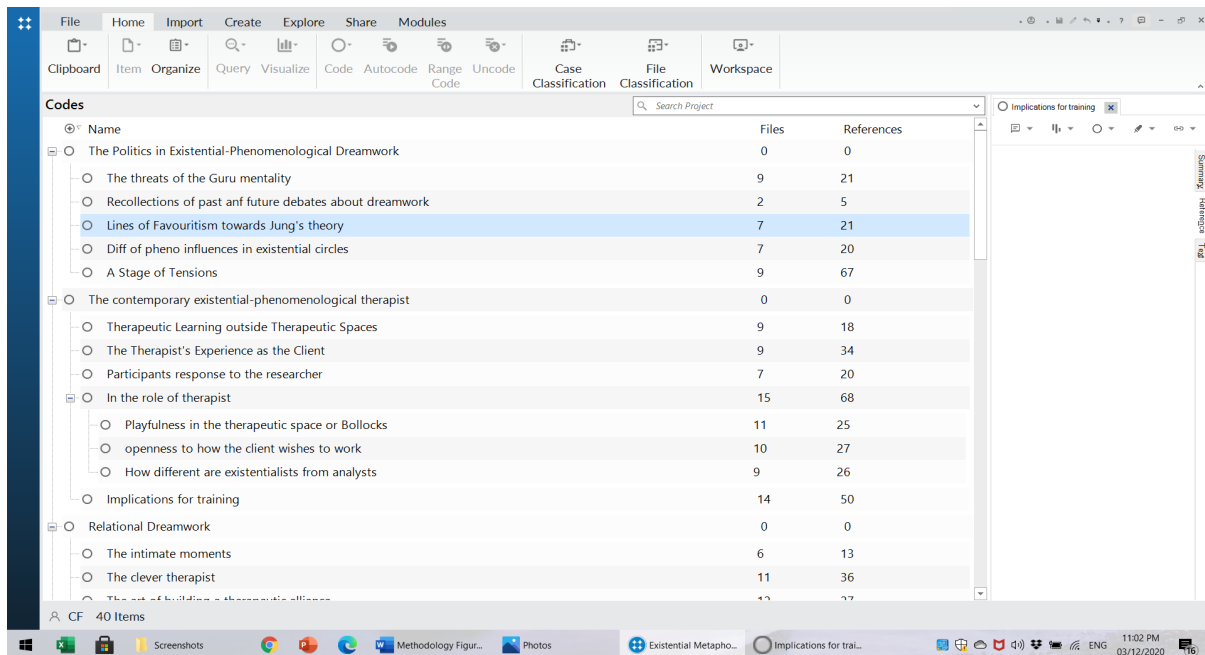 File Home Import Create Explore Share Modules
Clipboard Item Organize Query Visualize Code Autocode Range Code Uncode Case Classification File Classification Workspace
Codes
Search Project
Implications for training
Name Files References
The Politics in Existential-Phenomenological Dreamwork 0 0
The threats of the Guru mentality 9 21
Recollections of past anf future debates about dreamwork 2 5
Lines of Favouritism towards Jung's theory 7 21
Diff of pheno influences in existential circles 7 20
A Stage of Tensions 9 67
The contemporary existential-phenomenological therapist 0 0
Therapeutic Learning outside Therapeutic Spaces 9 18
The Therapist's Experience as the Client 9 34
Participants response to the researcher 7 20
In the role of therapist 15 68
Playfulness in the therapeutic space or Bollocks 11 25
openness to how the client wishes to work 10 27
How different are existentialists from analysts 9 26
Implications for training 14 50
Relational Dreamwork 0 0
The intimate moments 6 13
The clever therapist 11 36
The art of building a therapeutic alliance
Summary
Reference
Text
CF 40 Items
Screenshots Methodology Figur... Photos Existential Metapho... Implications for trai... ENG 11:02 PM
03/12/2020 16